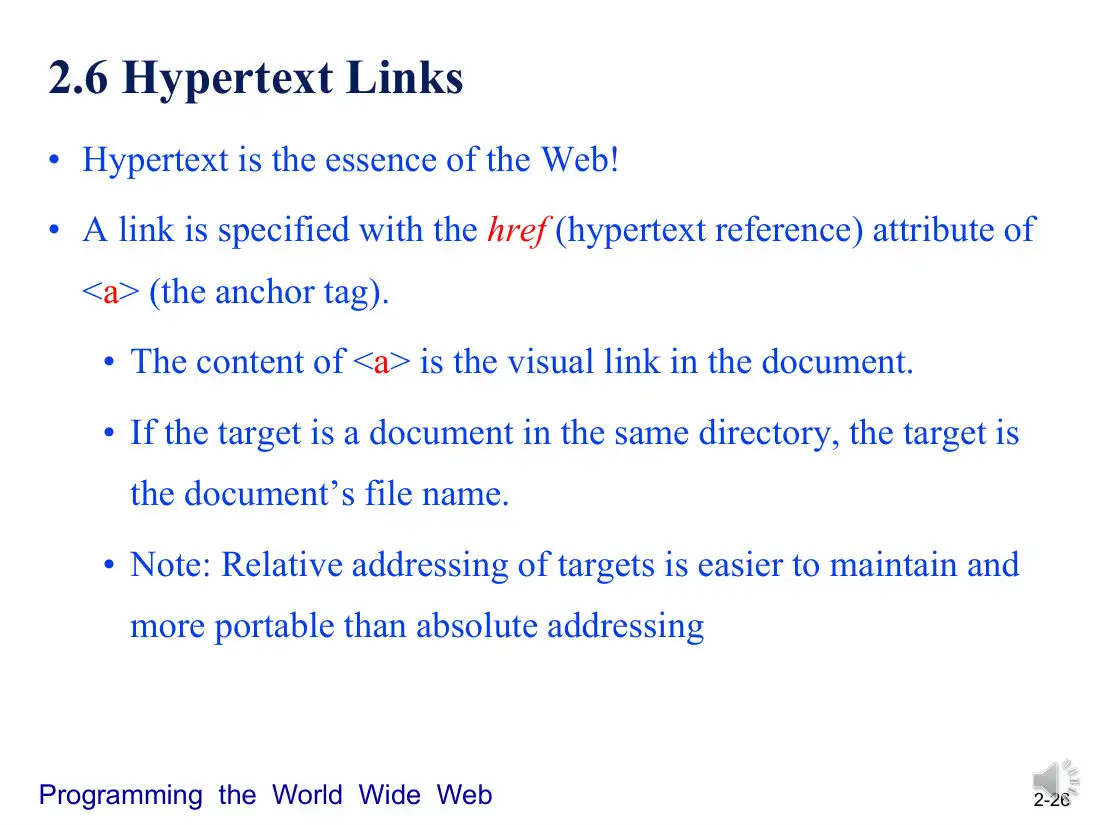 2.6 Hypertext Links
• Hypertext is the essence of the Web!
• A link is specified with the href (hypertext reference) attribute of
<a> (the anchor tag).
• The content of <a> is the visual link in the document.
• If the target is a document in the same directory, the target is
the document’s file name.
• Note: Relative addressing of targets is easier to maintain and
more portable than absolute addressing
Programming the World Wide Web
2-26